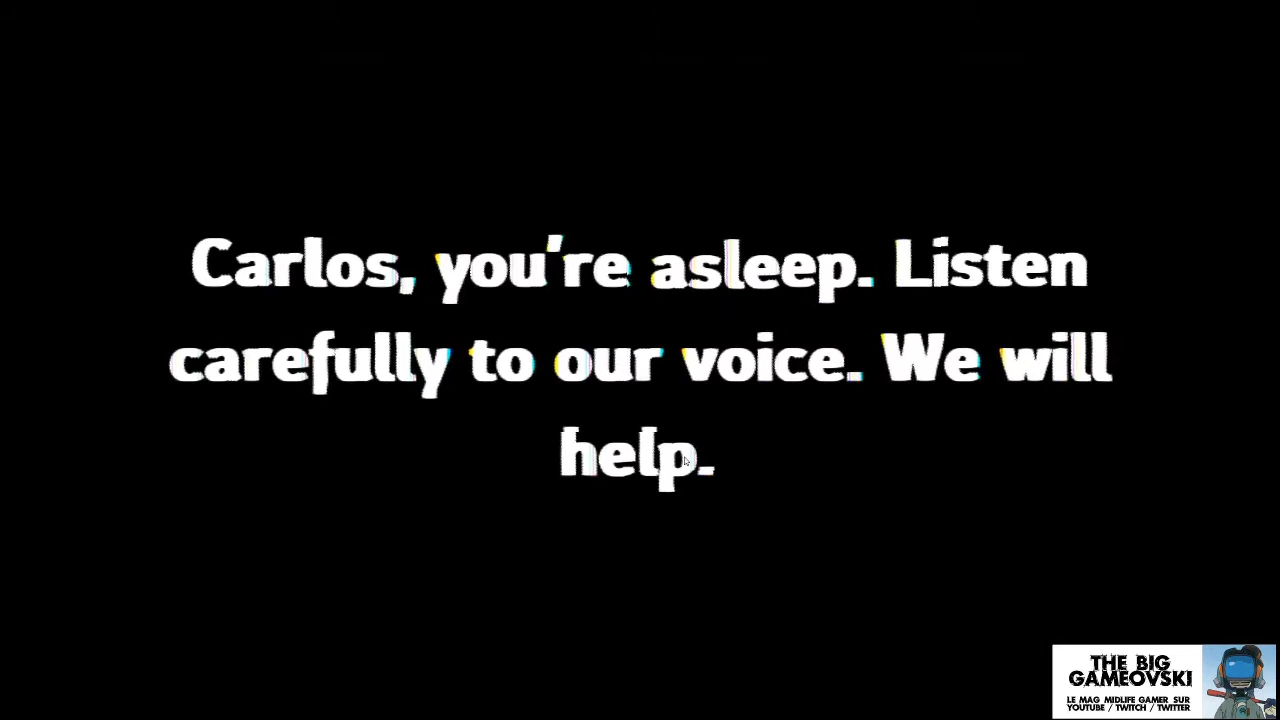 Carlos, you're asleep. Listen
carefully to our voice. We will
help.
THE BIG
GAMEOVSKI
LE MAG MIDLIFE GAMER SUR
YOUTUBE / TWITCH / TWITTER